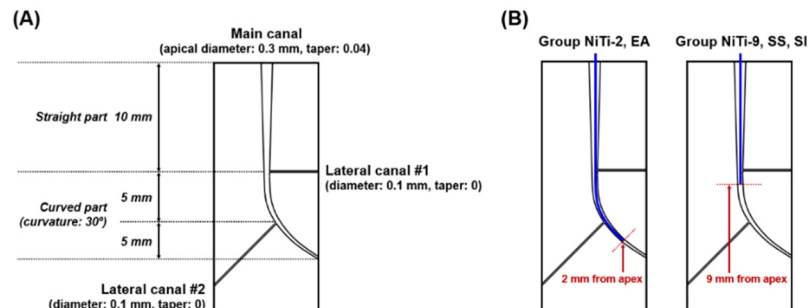 (A)
Main canal
(apical diameter: 0.3 mm, taper: 0.04)
Straight part 10 mm
Lateral canal #1
(diameter: 0.1 mm, taper: 0)
Curved part
(curvature: 30º)
5 mm
5 mm
Lateral canal #2
(diameter: 0.1 mm, taper: 0)
(B)
Group NiTi-2, EA
Group NiTi-9, SS, SI
2 mm from apex
9 mm from apex